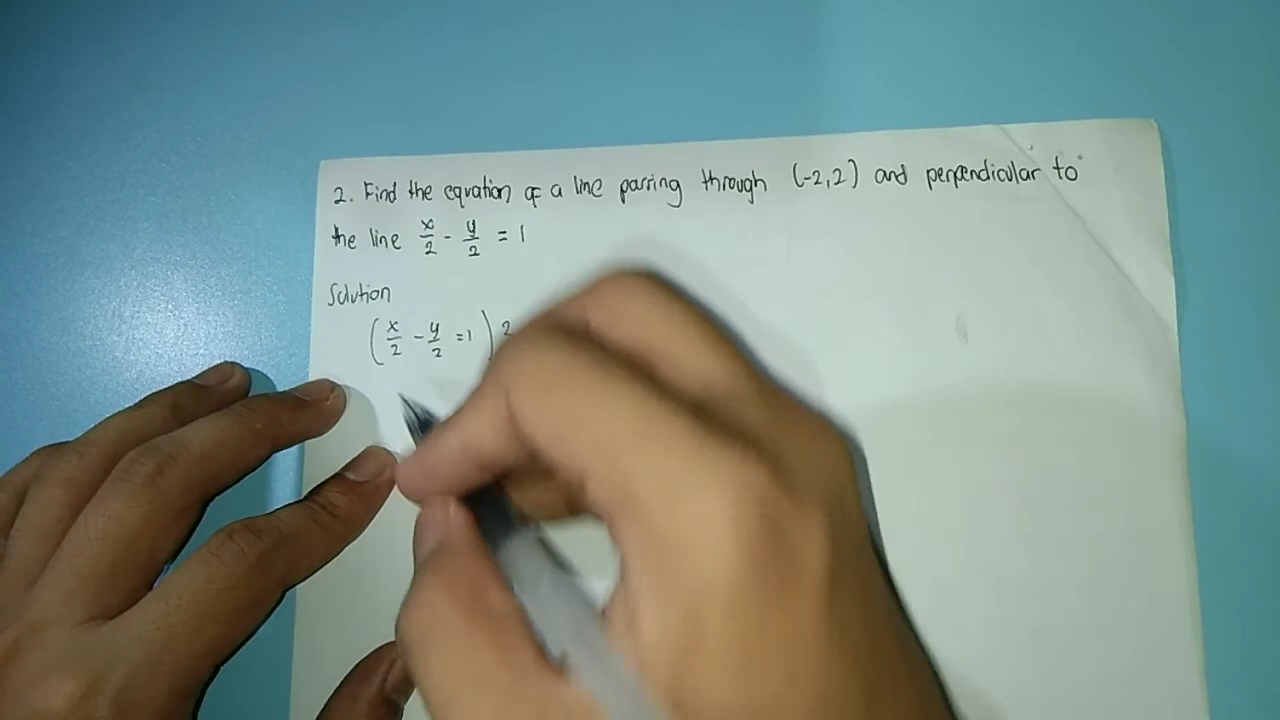 2. Find the equation of a line passing through (-2,2) and perpendicular to
the line x/2 - y/2 = 1
Solution
(x/2 - y/2 = 1) 2